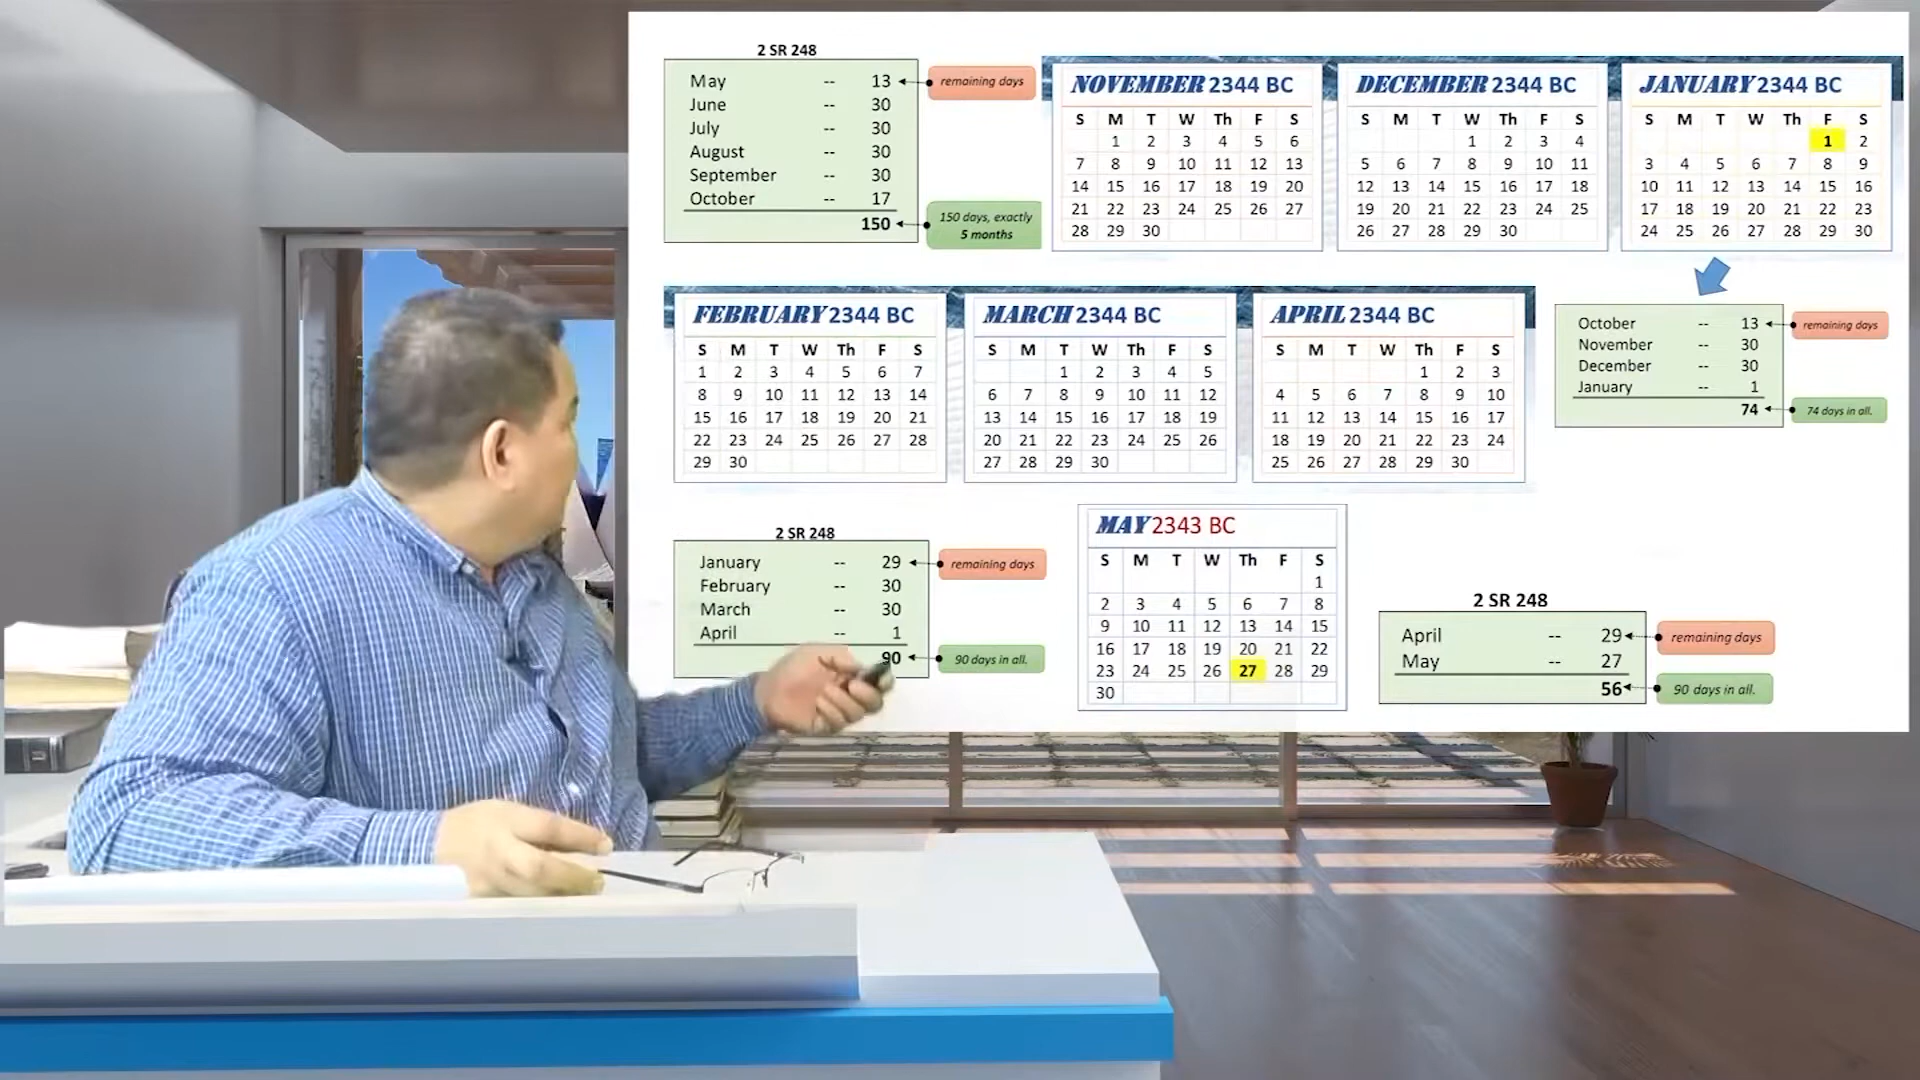 2 SR 248
May -- 13 remaining days
June -- 30
July -- 30
August -- 30
September -- 30
October -- 17
150 150 days, exactly
5 months
NOVEMBER 2344 BC
S M T W Th F S
1 2 3 4 5 6
7 8 9 10 11 12 13
14 15 16 17 18 19 20
21 22 23 24 25 26 27
28 29 30
DECEMBER 2344 BC
S M T W Th F S
1 2 3 4
5 6 7 8 9 10 11
12 13 14 15 16 17 18
19 20 21 22 23 24 25
26 27 28 29 30
JANUARY 2344 BC
S M T W Th F S
1 2
3 4 5 6 7 8 9
10 11 12 13 14 15 16
17 18 19 20 21 22 23
24 25 26 27 28 29 30
FEBRUARY 2344 BC
S M T W Th F S
1 2 3 4 5 6 7
8 9 10 11 12 13 14
15 16 17 18 19 20 21
22 23 24 25 26 27 28
29 30
MARCH 2344 BC
S M T W Th F S
1 2 3 4 5
6 7 8 9 10 11 12
13 14 15 16 17 18 19
20 21 22 23 24 25 26
27 28 29 30
APRIL 2344 BC
S M T W Th F S
1 2 3
4 5 6 7 8 9 10
11 12 13 14 15 16 17
18 19 20 21 22 23 24
25 26 27 28 29 30
October -- 13 remaining days
November -- 30
December -- 30
January -- 1
74 74 days in all.
2 SR 248
January -- 29 remaining days
February -- 30
March -- 30
April -- 1
90 90 days in all.
MAY 2343 BC
S M T W Th F S
1
2 3 4 5 6 7 8
9 10 11 12 13 14 15
16 17 18 19 20 21 22
23 24 25 26 27 28 29
30
2 SR 248
April -- 29 remaining days
May -- 27
56 90 days in all.